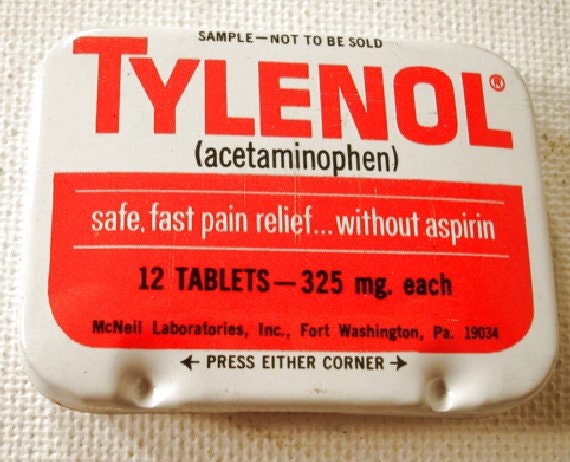 SAMPLE—NOT TO BE SOLD
TYLENOL®
(acetaminophen)
safe, fast pain relief...without aspirin
12 TABLETS—325 mg. each
McNeil Laboratories, Inc., Fort Washington, Pa. 19034
← PRESS EITHER CORNER →